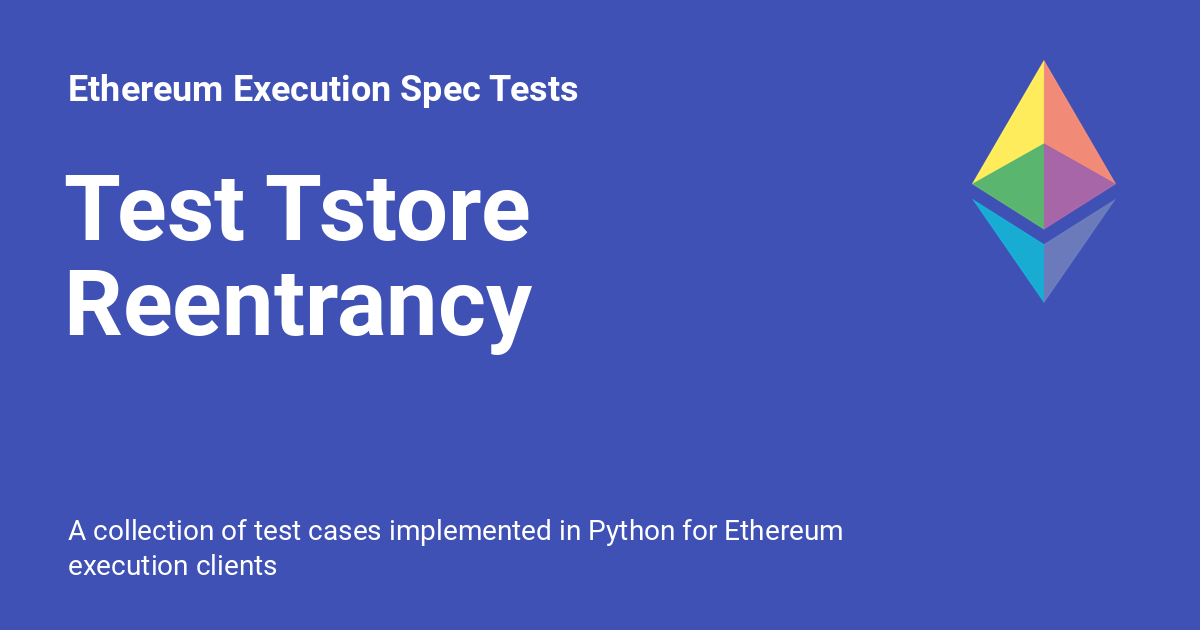 Ethereum Execution Spec Tests
Test Tstore
Reentrancy
A collection of test cases implemented in Python for Ethereum
execution clients